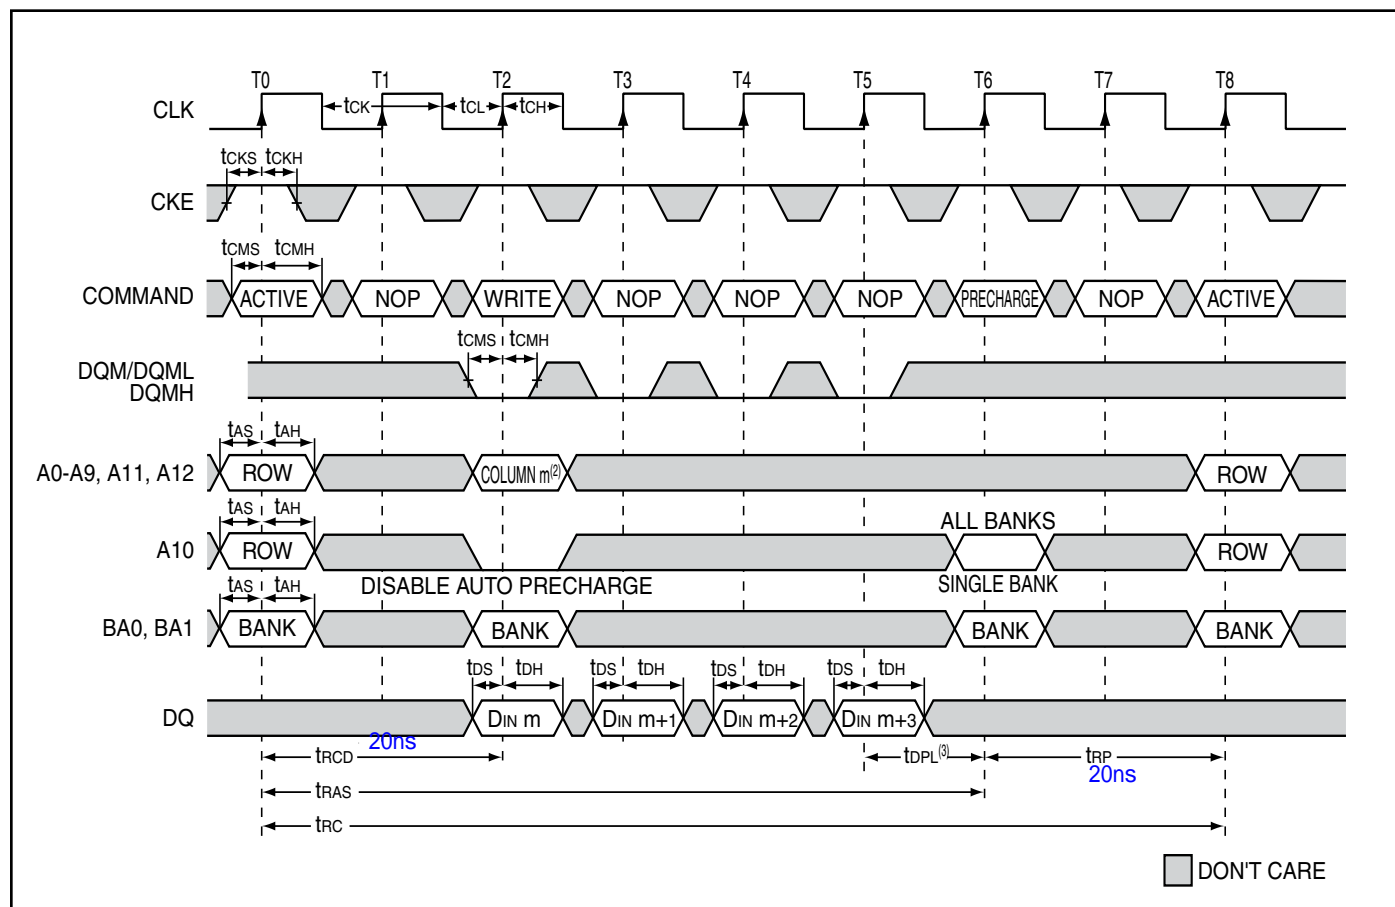 T0 T1 T2 T3 T4 T5 T6 T7 T8
CLK tCK tCL tCH
tCKS tCKH
CKE
tCMS tCMH
COMMAND ACTIVE NOP WRITE NOP NOP NOP PRECHARGE NOP ACTIVE
tCMS tCMH
DQM/DQML
DQMH
tAS tAH
A0-A9, A11, A12 ROW COLUMN m(2) ROW
tAS tAH
ALL BANKS
A10 ROW ROW
DISABLE AUTO PRECHARGE SINGLE BANK
tAS tAH
BA0, BA1 BANK BANK BANK BANK
tDS tDH tDS tDH tDS tDH tDS tDH
DQ DIN m DIN m+1 DIN m+2 DIN m+3
20ns
tRCD tDPL(3) tRP
20ns
tRAS
tRC
DON'T CARE